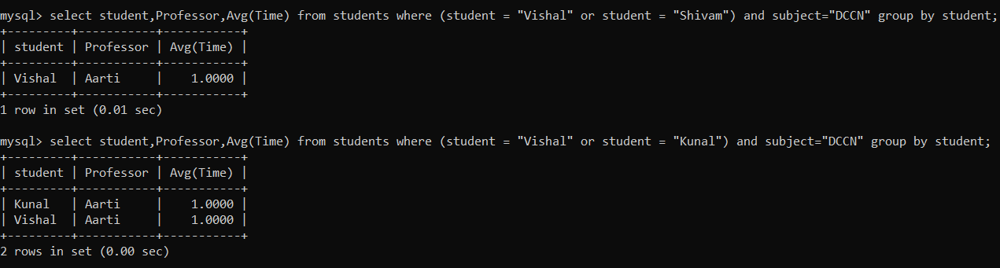 mysql> select student,Professor,Avg(Time) from students where (student = "Vishal" or student = "Shivam") and subject="DCCN" group by student;
+---------+-----------+-----------+
| student | Professor | Avg(Time) |
+---------+-----------+-----------+
| Vishal  | Aarti     |    1.0000 |
+---------+-----------+-----------+
1 row in set (0.01 sec)

mysql> select student,Professor,Avg(Time) from students where (student = "Vishal" or student = "Kunal") and subject="DCCN" group by student;
+---------+-----------+-----------+
| student | Professor | Avg(Time) |
+---------+-----------+-----------+
| Kunal   | Aarti     |    1.0000 |
| Vishal  | Aarti     |    1.0000 |
+---------+-----------+-----------+
2 rows in set (0.00 sec)